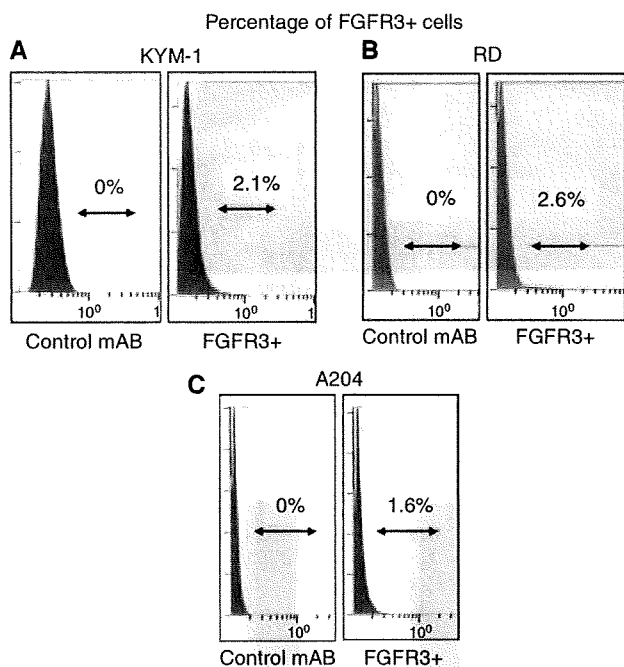 Percentage of FGFR3+ cells
A
KYM-1
B
RD
0%
2.1%
0%
2.6%
10⁰
1
10⁰
1
10⁰
10⁰
Control mAB
FGFR3+
Control mAB
FGFR3+
C
A204
0%
1.6%
10⁰
10⁰
Control mAB
FGFR3+